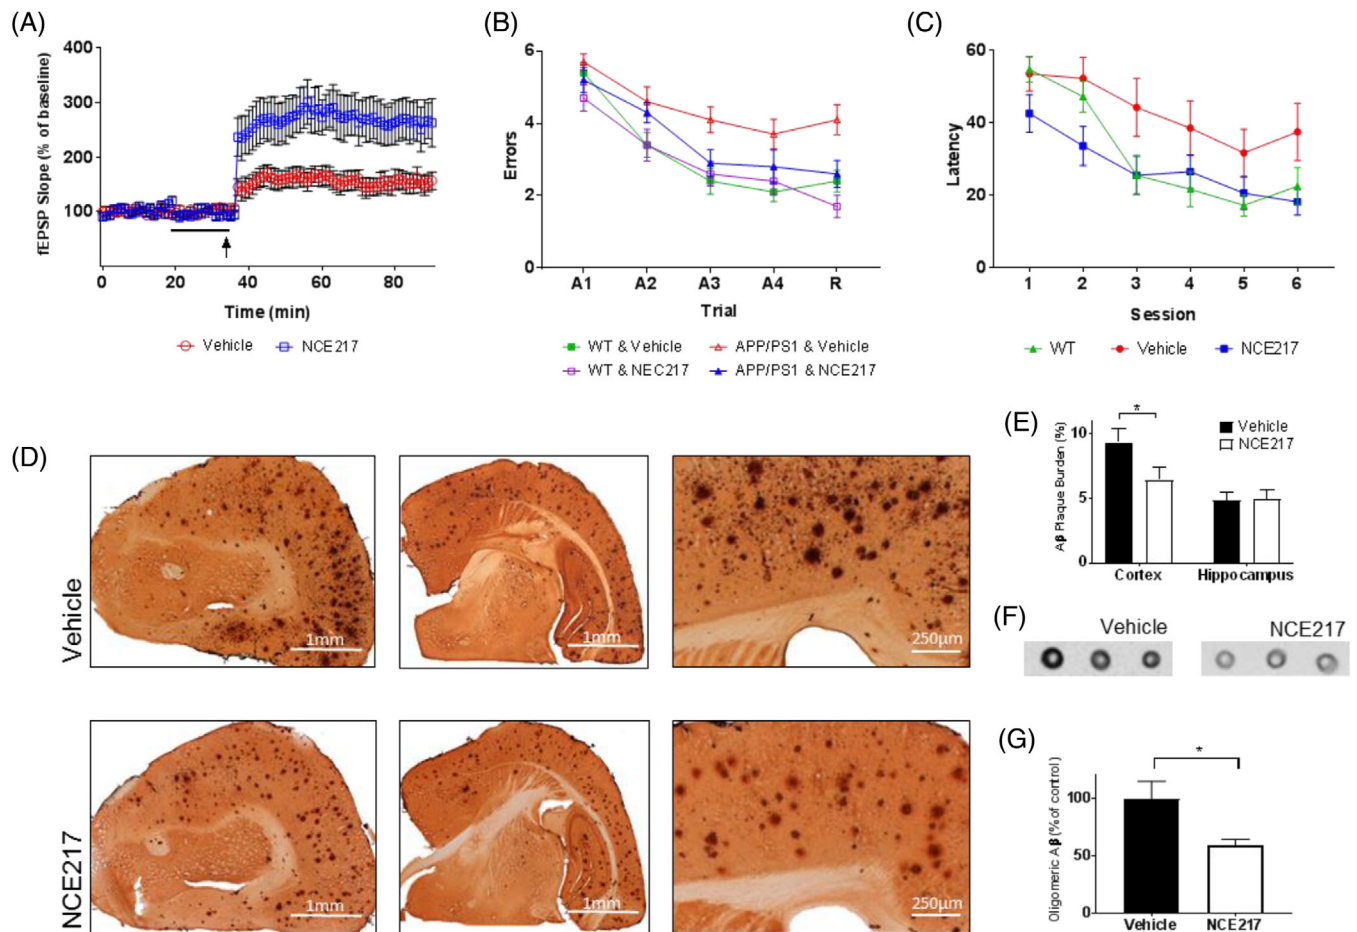 (A)
400
300
200
100
fEPSP Slope (% of baseline)
0 20 40 60 80
Time (min)
Vehicle NCE217
(B)
6
4
2
0
Errors
A1 A2 A3 A4 R
Trial
WT & Vehicle APP/PS1 & Vehicle
WT & NEC217 APP/PS1 & NCE217
(C)
60
40
20
0
Latency
1 2 3 4 5 6
Session
WT Vehicle NCE217
(D)
Vehicle
1mm 1mm 250µm
NCE217
1mm 1mm 250µm
(E)
*
Vehicle
NCE217
10
5
0
Aβ Plaque Burden (%)
Cortex Hippocampus
(F)
Vehicle NCE217
(G)
*
100
50
0
Oligomeric Aβ (% of control)
Vehicle NCE217